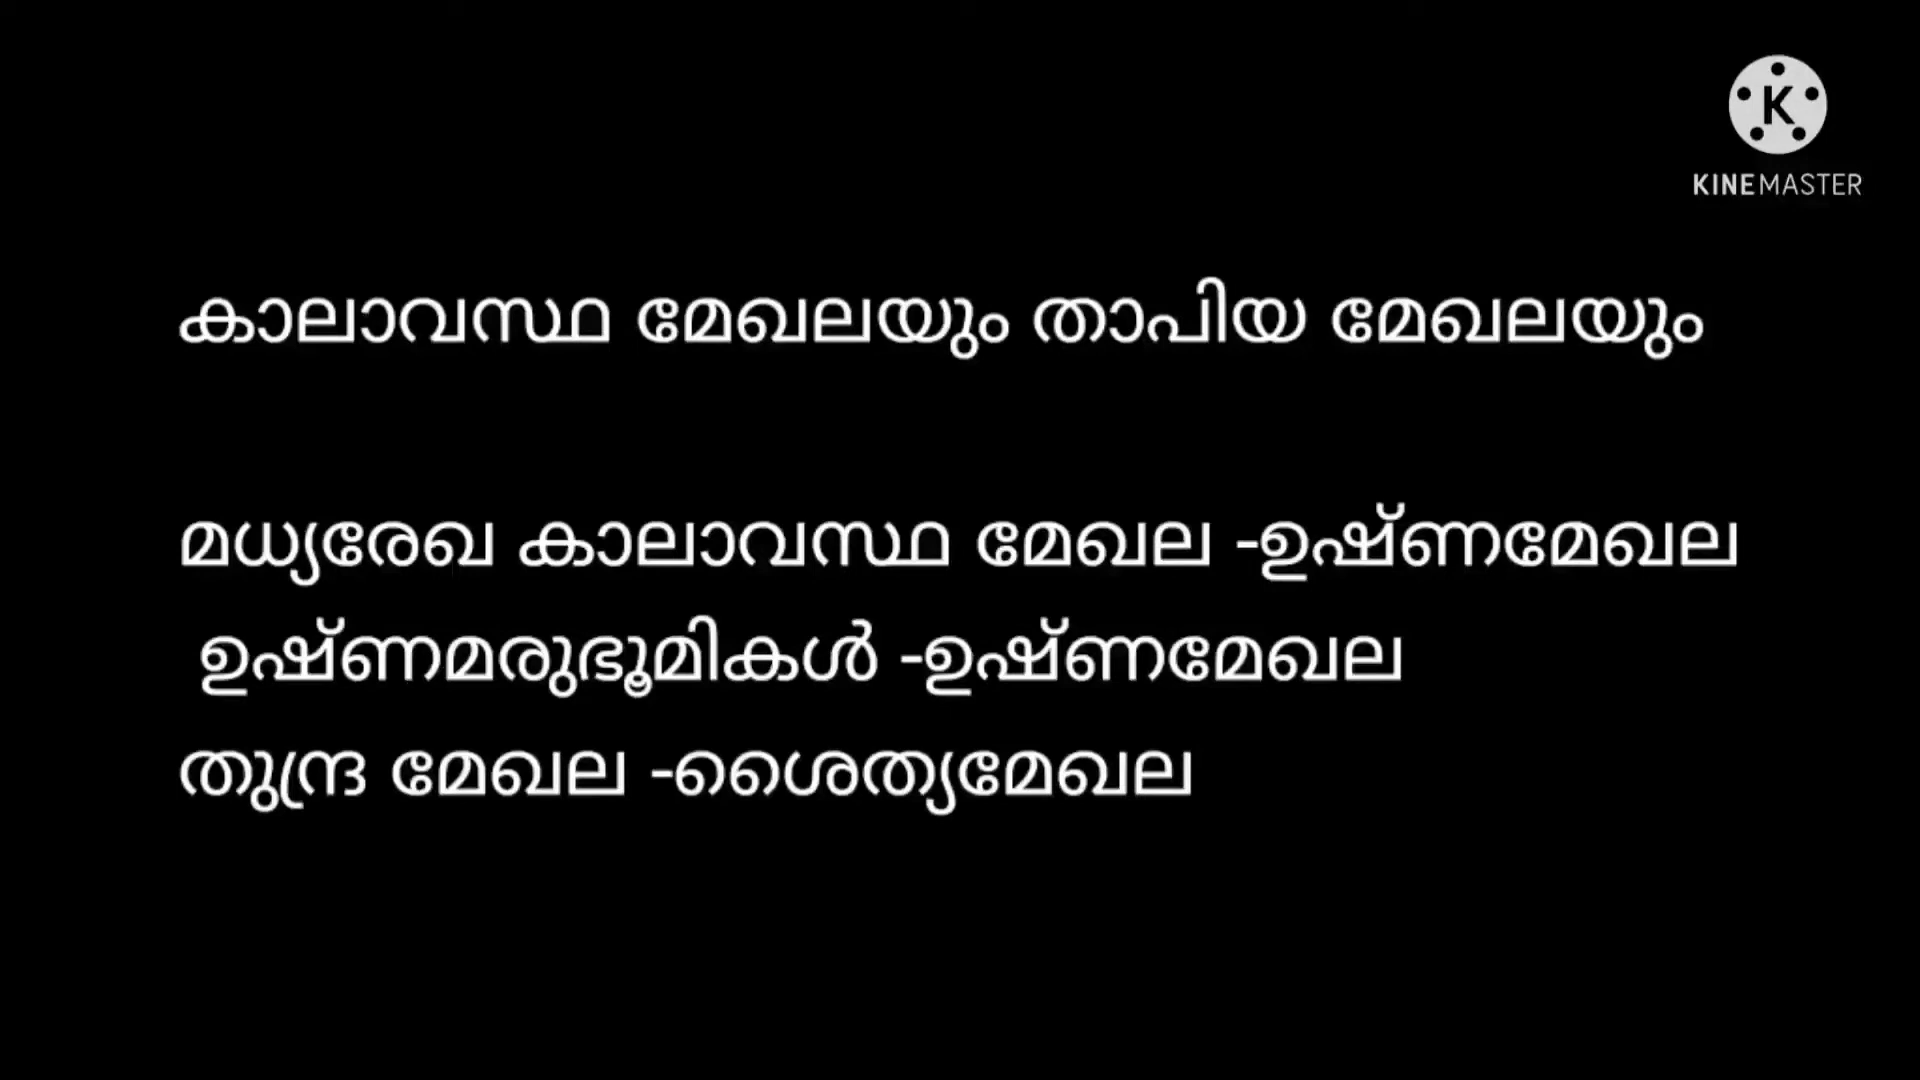 K
KINEMASTER
കാലാവസ്ഥ മേഖലയും താപിയ മേഖലയും
മധ്യരേഖ കാലാവസ്ഥ മേഖല -ഉഷ്ണമേഖല
ഉഷ്ണമരുഭൂമികൾ -ഉഷ്ണമേഖല
തുന്ദ്ര മേഖല -ശൈത്യമേഖല